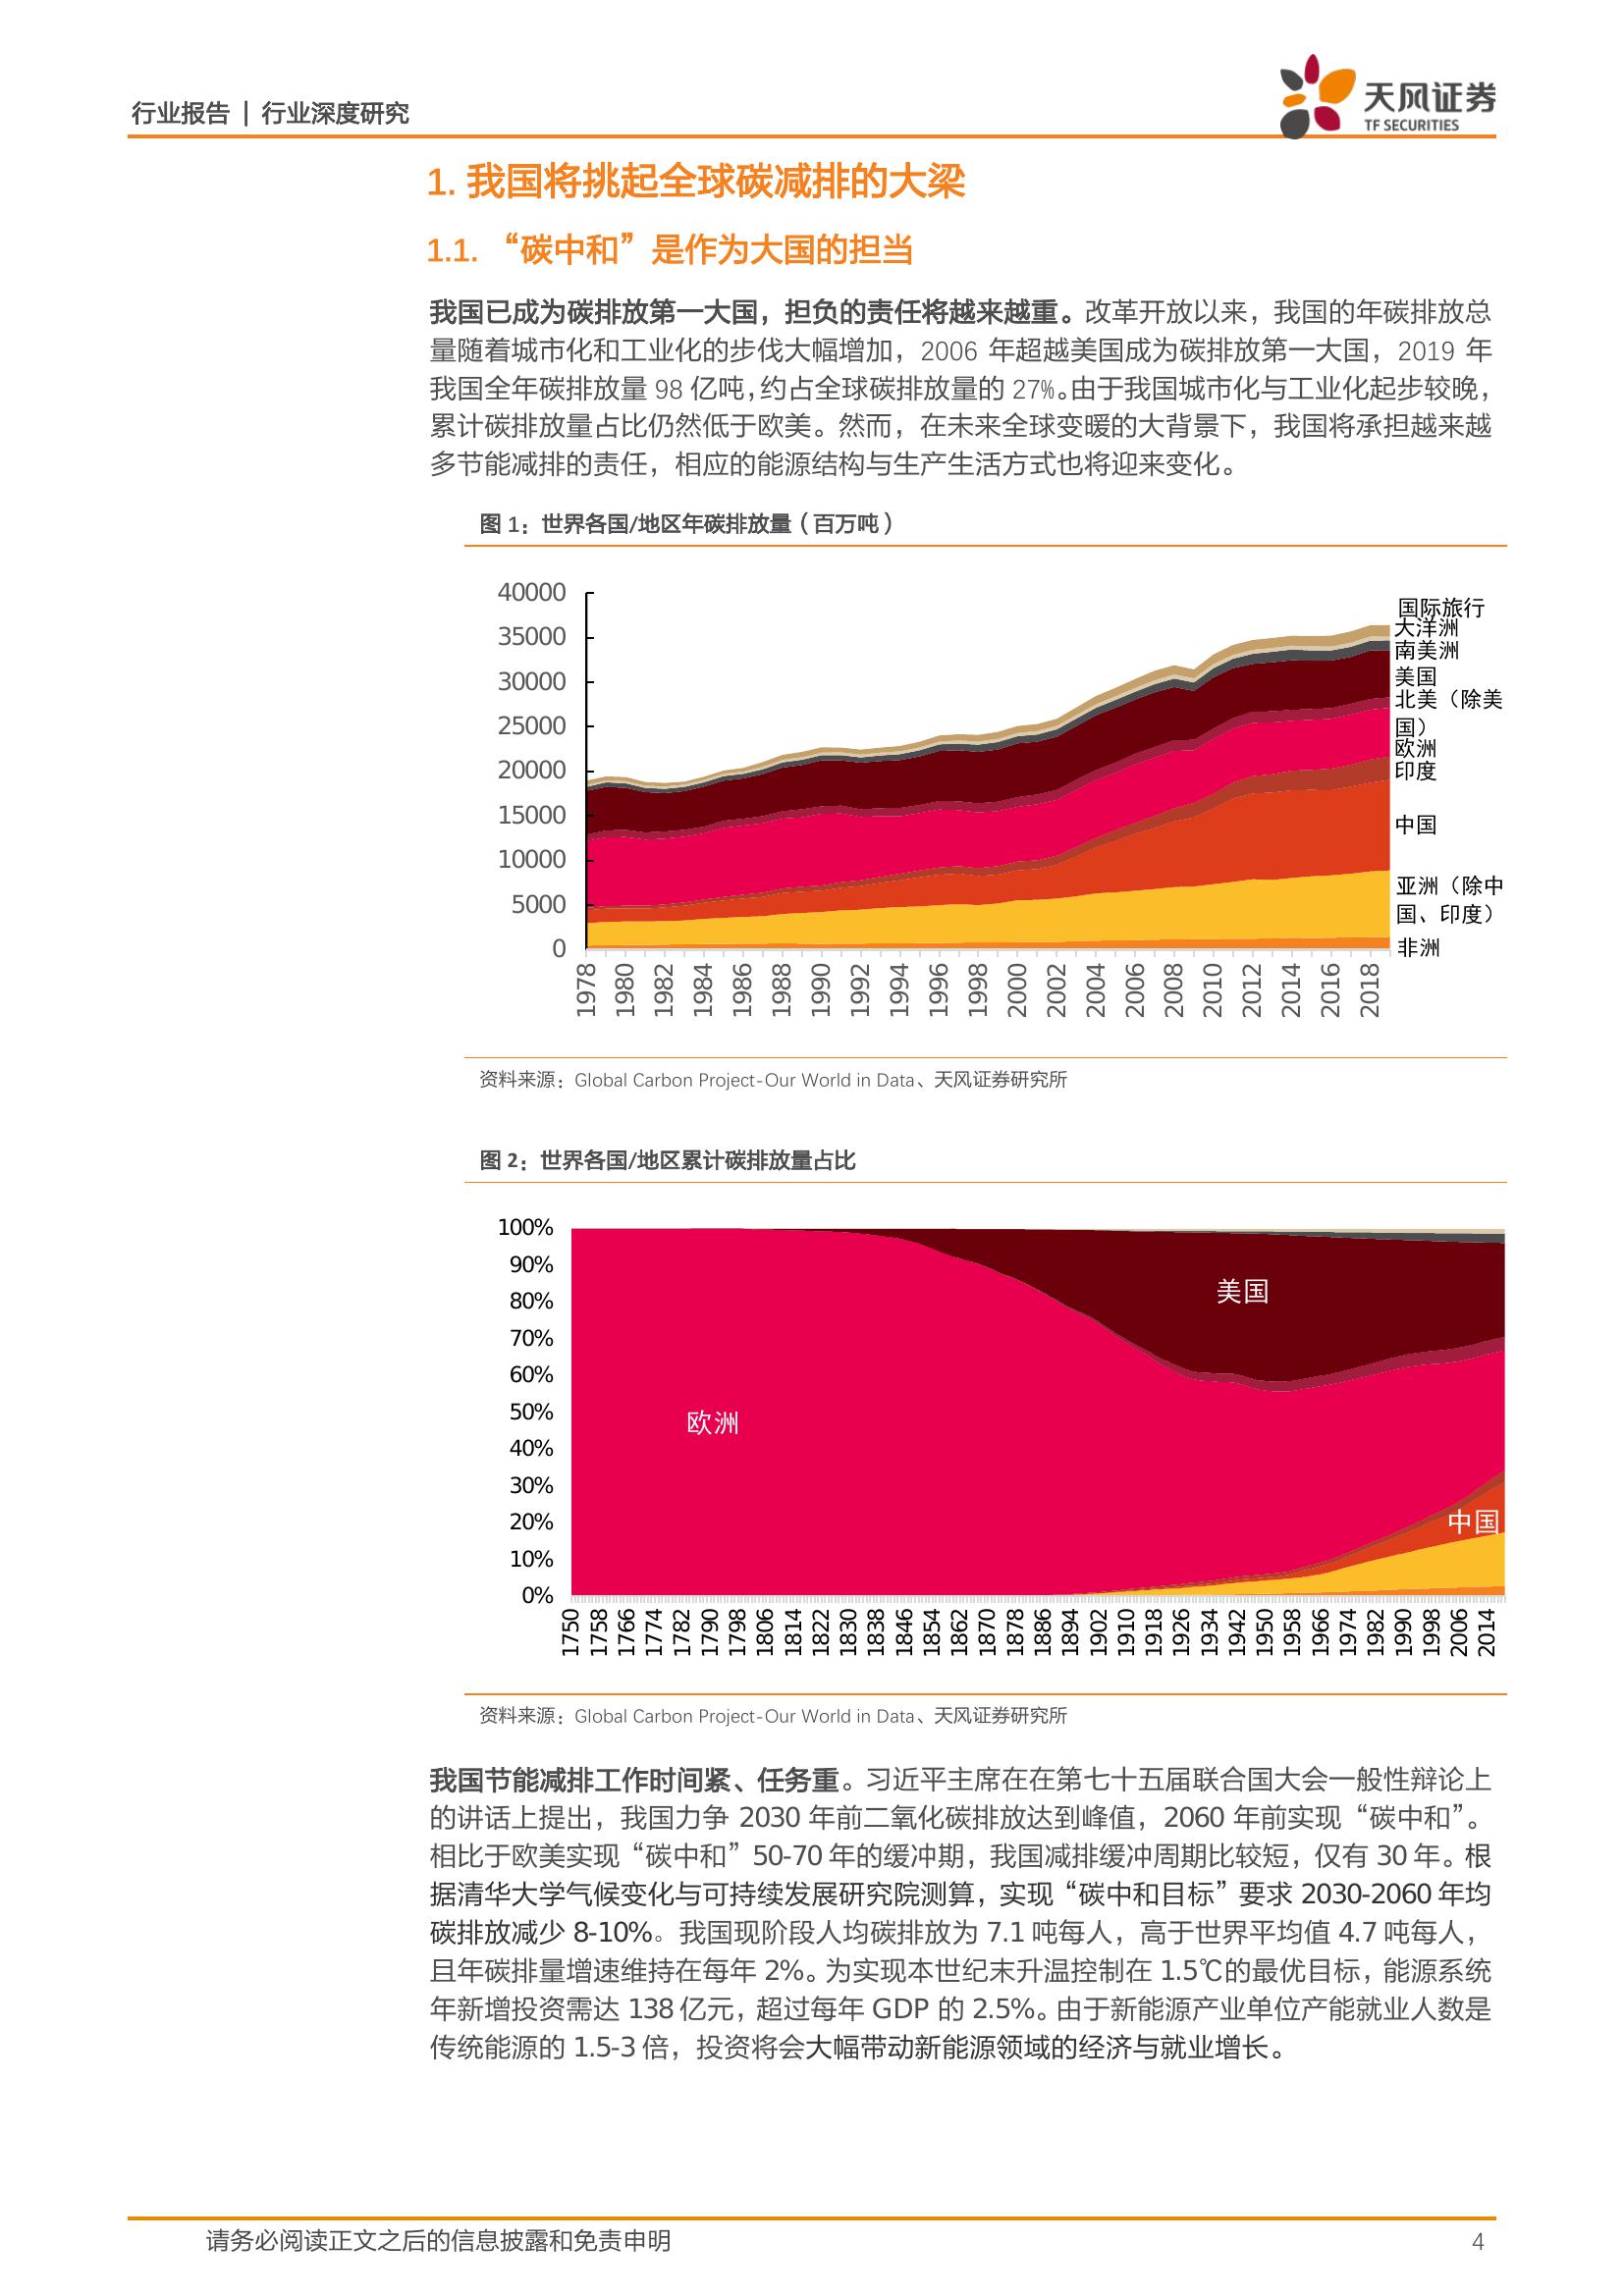 行业报告 | 行业深度研究
天风证券
TF SECURITIES
1. 我国将挑起全球碳减排的大梁
1.1. “碳中和”是作为大国的担当
我国已成为碳排放第一大国，担负的责任将越来越重。改革开放以来，我国的年碳排放总
量随着城市化和工业化的步伐大幅增加，2006 年超越美国成为碳排放第一大国，2019 年
我国全年碳排放量 98 亿吨，约占全球碳排放量的 27%。由于我国城市化与工业化起步较晚，
累计碳排放量占比仍然低于欧美。然而，在未来全球变暖的大背景下，我国将承担越来越
多节能减排的责任，相应的能源结构与生产生活方式也将迎来变化。
图 1：世界各国/地区年碳排放量（百万吨）
40000
35000
30000
25000
20000
15000
10000
5000
0
国际旅行
大洋洲
南美洲
美国
北美（除美
国）
欧洲
印度
中国
亚洲（除中
国、印度）
非洲
1978 1980 1982 1984 1986 1988 1990 1992 1994 1996 1998 2000 2002 2004 2006 2008 2010 2012 2014 2016 2018
资料来源：Global Carbon Project-Our World in Data、天风证券研究所
图 2：世界各国/地区累计碳排放量占比
100%
90%
80%
70%
60%
50%
40%
30%
20%
10%
0%
美国
欧洲
中国
1750 1758 1766 1774 1782 1790 1798 1806 1814 1822 1830 1838 1846 1854 1862 1870 1878 1886 1894 1902 1910 1918 1926 1934 1942 1950 1958 1966 1974 1982 1990 1998 2006 2014
资料来源：Global Carbon Project-Our World in Data、天风证券研究所
我国节能减排工作时间紧、任务重。习近平主席在在第七十五届联合国大会一般性辩论上
的讲话上提出，我国力争 2030 年前二氧化碳排放达到峰值，2060 年前实现“碳中和”。
相比于欧美实现“碳中和”50-70 年的缓冲期，我国减排缓冲周期比较短，仅有 30 年。根
据清华大学气候变化与可持续发展研究院测算，实现“碳中和目标”要求 2030-2060 年均
碳排放减少 8-10%。我国现阶段人均碳排放为 7.1 吨每人，高于世界平均值 4.7 吨每人，
且年碳排量增速维持在每年 2%。为实现本世纪末升温控制在 1.5℃的最优目标，能源系统
年新增投资需达 138 亿元，超过每年 GDP 的 2.5%。由于新能源产业单位产能就业人数是
传统能源的 1.5-3 倍，投资将会大幅带动新能源领域的经济与就业增长。
请务必阅读正文之后的信息披露和免责申明
4